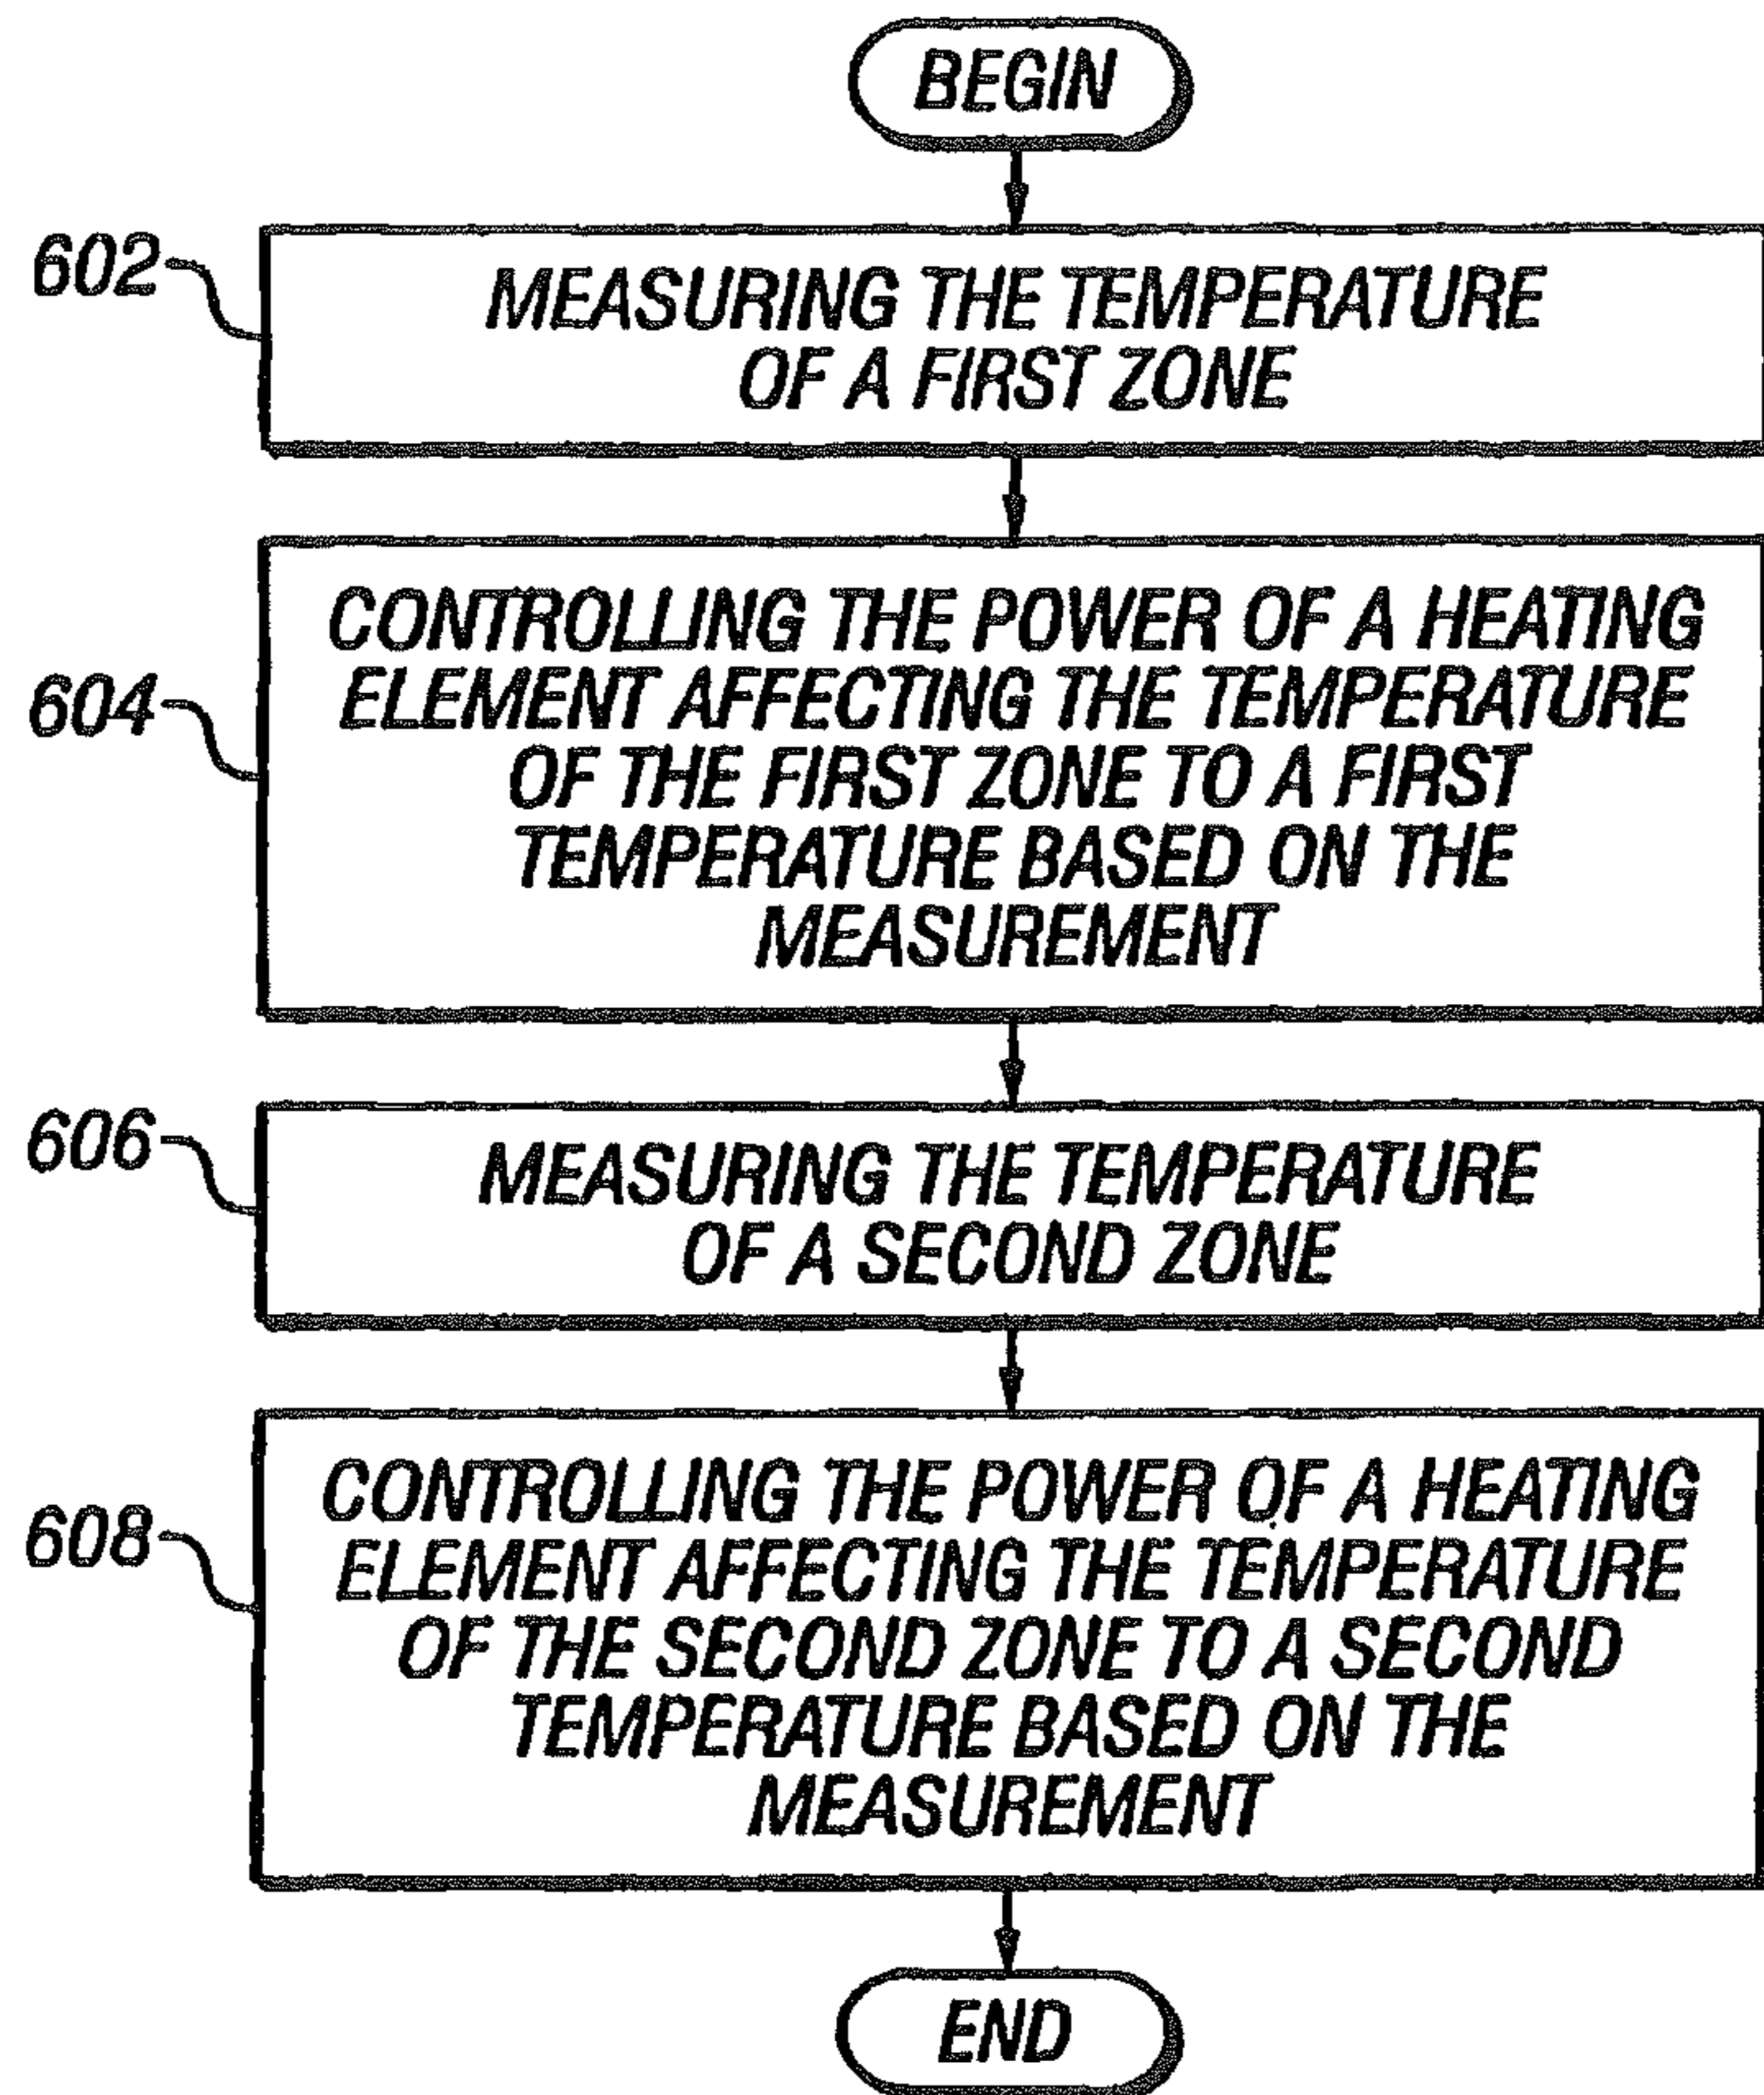 BEGIN
602
MEASURING THE TEMPERATURE
OF A FIRST ZONE
604
CONTROLLING THE POWER OF A HEATING
ELEMENT AFFECTING THE TEMPERATURE
OF THE FIRST ZONE TO A FIRST
TEMPERATURE BASED ON THE
MEASUREMENT
606
MEASURING THE TEMPERATURE
OF A SECOND ZONE
608
CONTROLLING THE POWER OF A HEATING
ELEMENT AFFECTING THE TEMPERATURE
OF THE SECOND ZONE TO A SECOND
TEMPERATURE BASED ON THE
MEASUREMENT
END